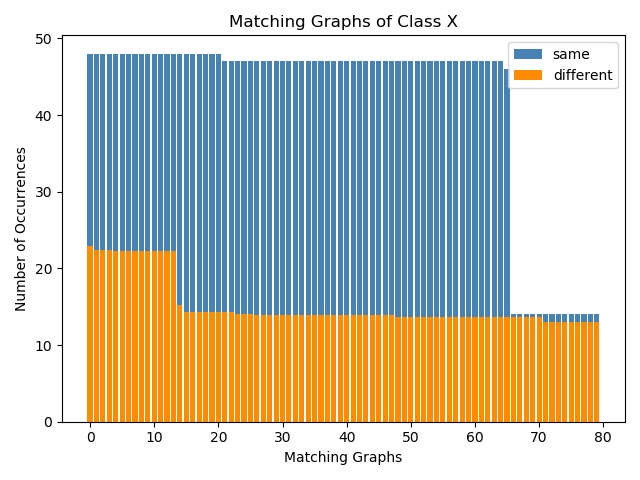 Matching Graphs of Class X
same
different
Number of Occurrences
50
40
30
20
10
0
0 10 20 30 40 50 60 70 80
Matching Graphs